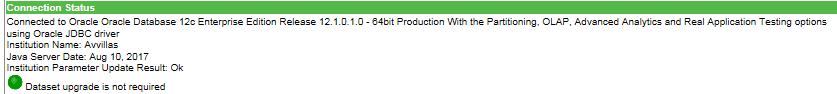 Connection Status
Connected to Oracle Oracle Database 12c Enterprise Edition Release 12.1.0.1.0 - 64bit Production With the Partitioning, OLAP, Advanced Analytics and Real Application Testing options
using Oracle JDBC driver
Institution Name: Avvillas
Java Server Date: Aug 10, 2017
Institution Parameter Update Result: Ok
Dataset upgrade is not required